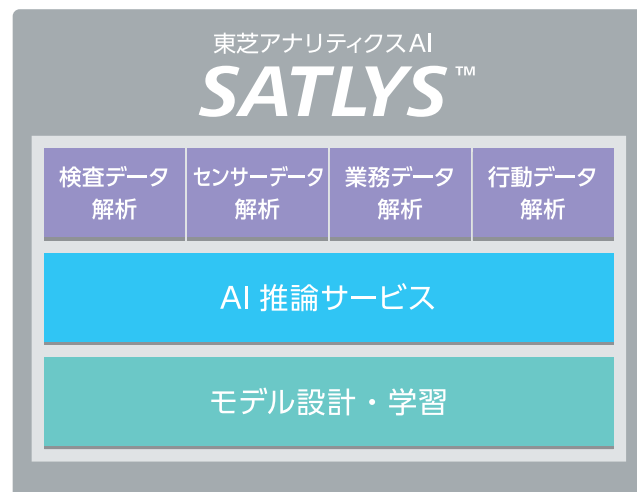 東芝アナリティクスAI
SATLYS™
検査データ
解析
センサーデータ
解析
業務データ
解析
行動データ
解析
AI 推論サービス
モデル設計・学習